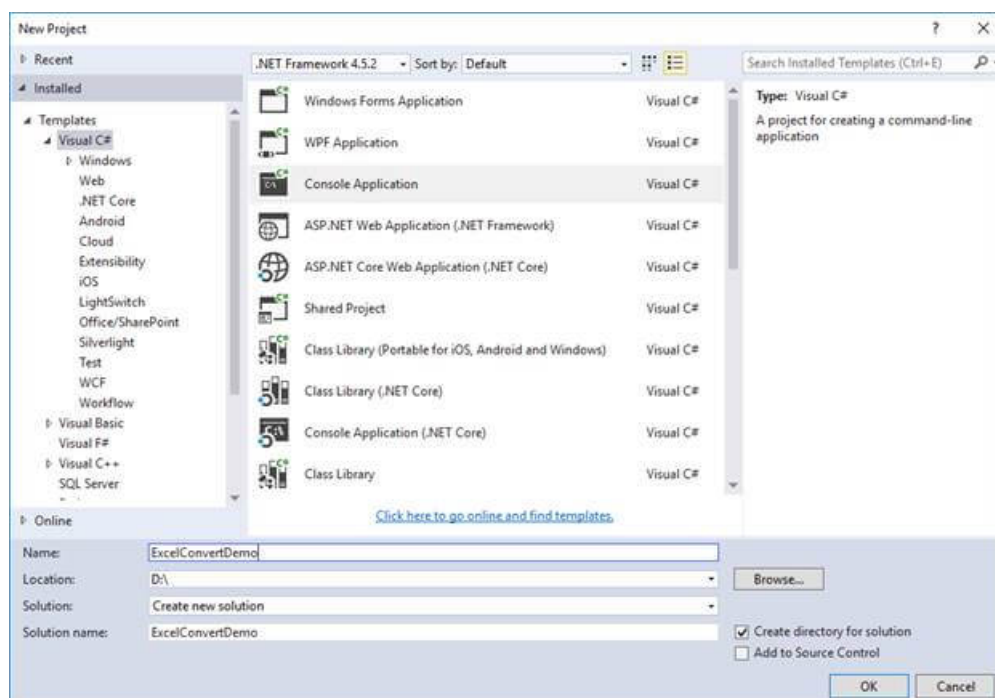 New Project
?
Recent
Installed
Templates
Visual C#
Windows
Web
.NET Core
Android
Cloud
Extensibility
iOS
LightSwitch
Office/SharePoint
Silverlight
Test
WCF
Workflow
Visual Basic
Visual F#
Visual C++
SQL Server
Online
.NET Framework 4.5.2
Sort by: Default
Windows Forms Application Visual C#
WPF Application Visual C#
Console Application Visual C#
ASP.NET Web Application (.NET Framework) Visual C#
ASP.NET Core Web Application (.NET Core) Visual C#
Shared Project Visual C#
Class Library (Portable for iOS, Android and Windows) Visual C#
Class Library (.NET Core) Visual C#
Console Application (.NET Core) Visual C#
Class Library Visual C#
Click here to go online and find templates.
Search Installed Templates (Ctrl+E)
Type: Visual C#
A project for creating a command-line
application
Name: ExcelConvertDemo
Location: D:\
Browse...
Solution: Create new solution
Solution name: ExcelConvertDemo
Create directory for solution
Add to Source Control
OK Cancel